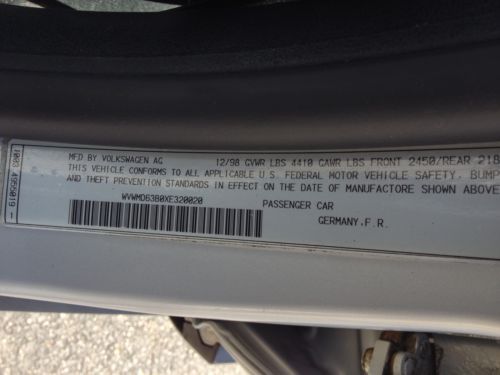 MFD BY VOLKSWAGEN AG 12/98 GVWR LBS 4410 GAWR LBS FRONT 2450/REAR 218
THIS VEHICLE CONFORMS TO ALL APPLICABLE U.S. FEDERAL MOTOR VEHICLE SAFETY, BUMP
AND THEFT PREVENTION STANDARDS IN EFFECT ON THE DATE OF MANUFACTORE SHOWN ABOVE
WVWMD63B0XE320020 PASSENGER CAR
GERMANY,F.R.